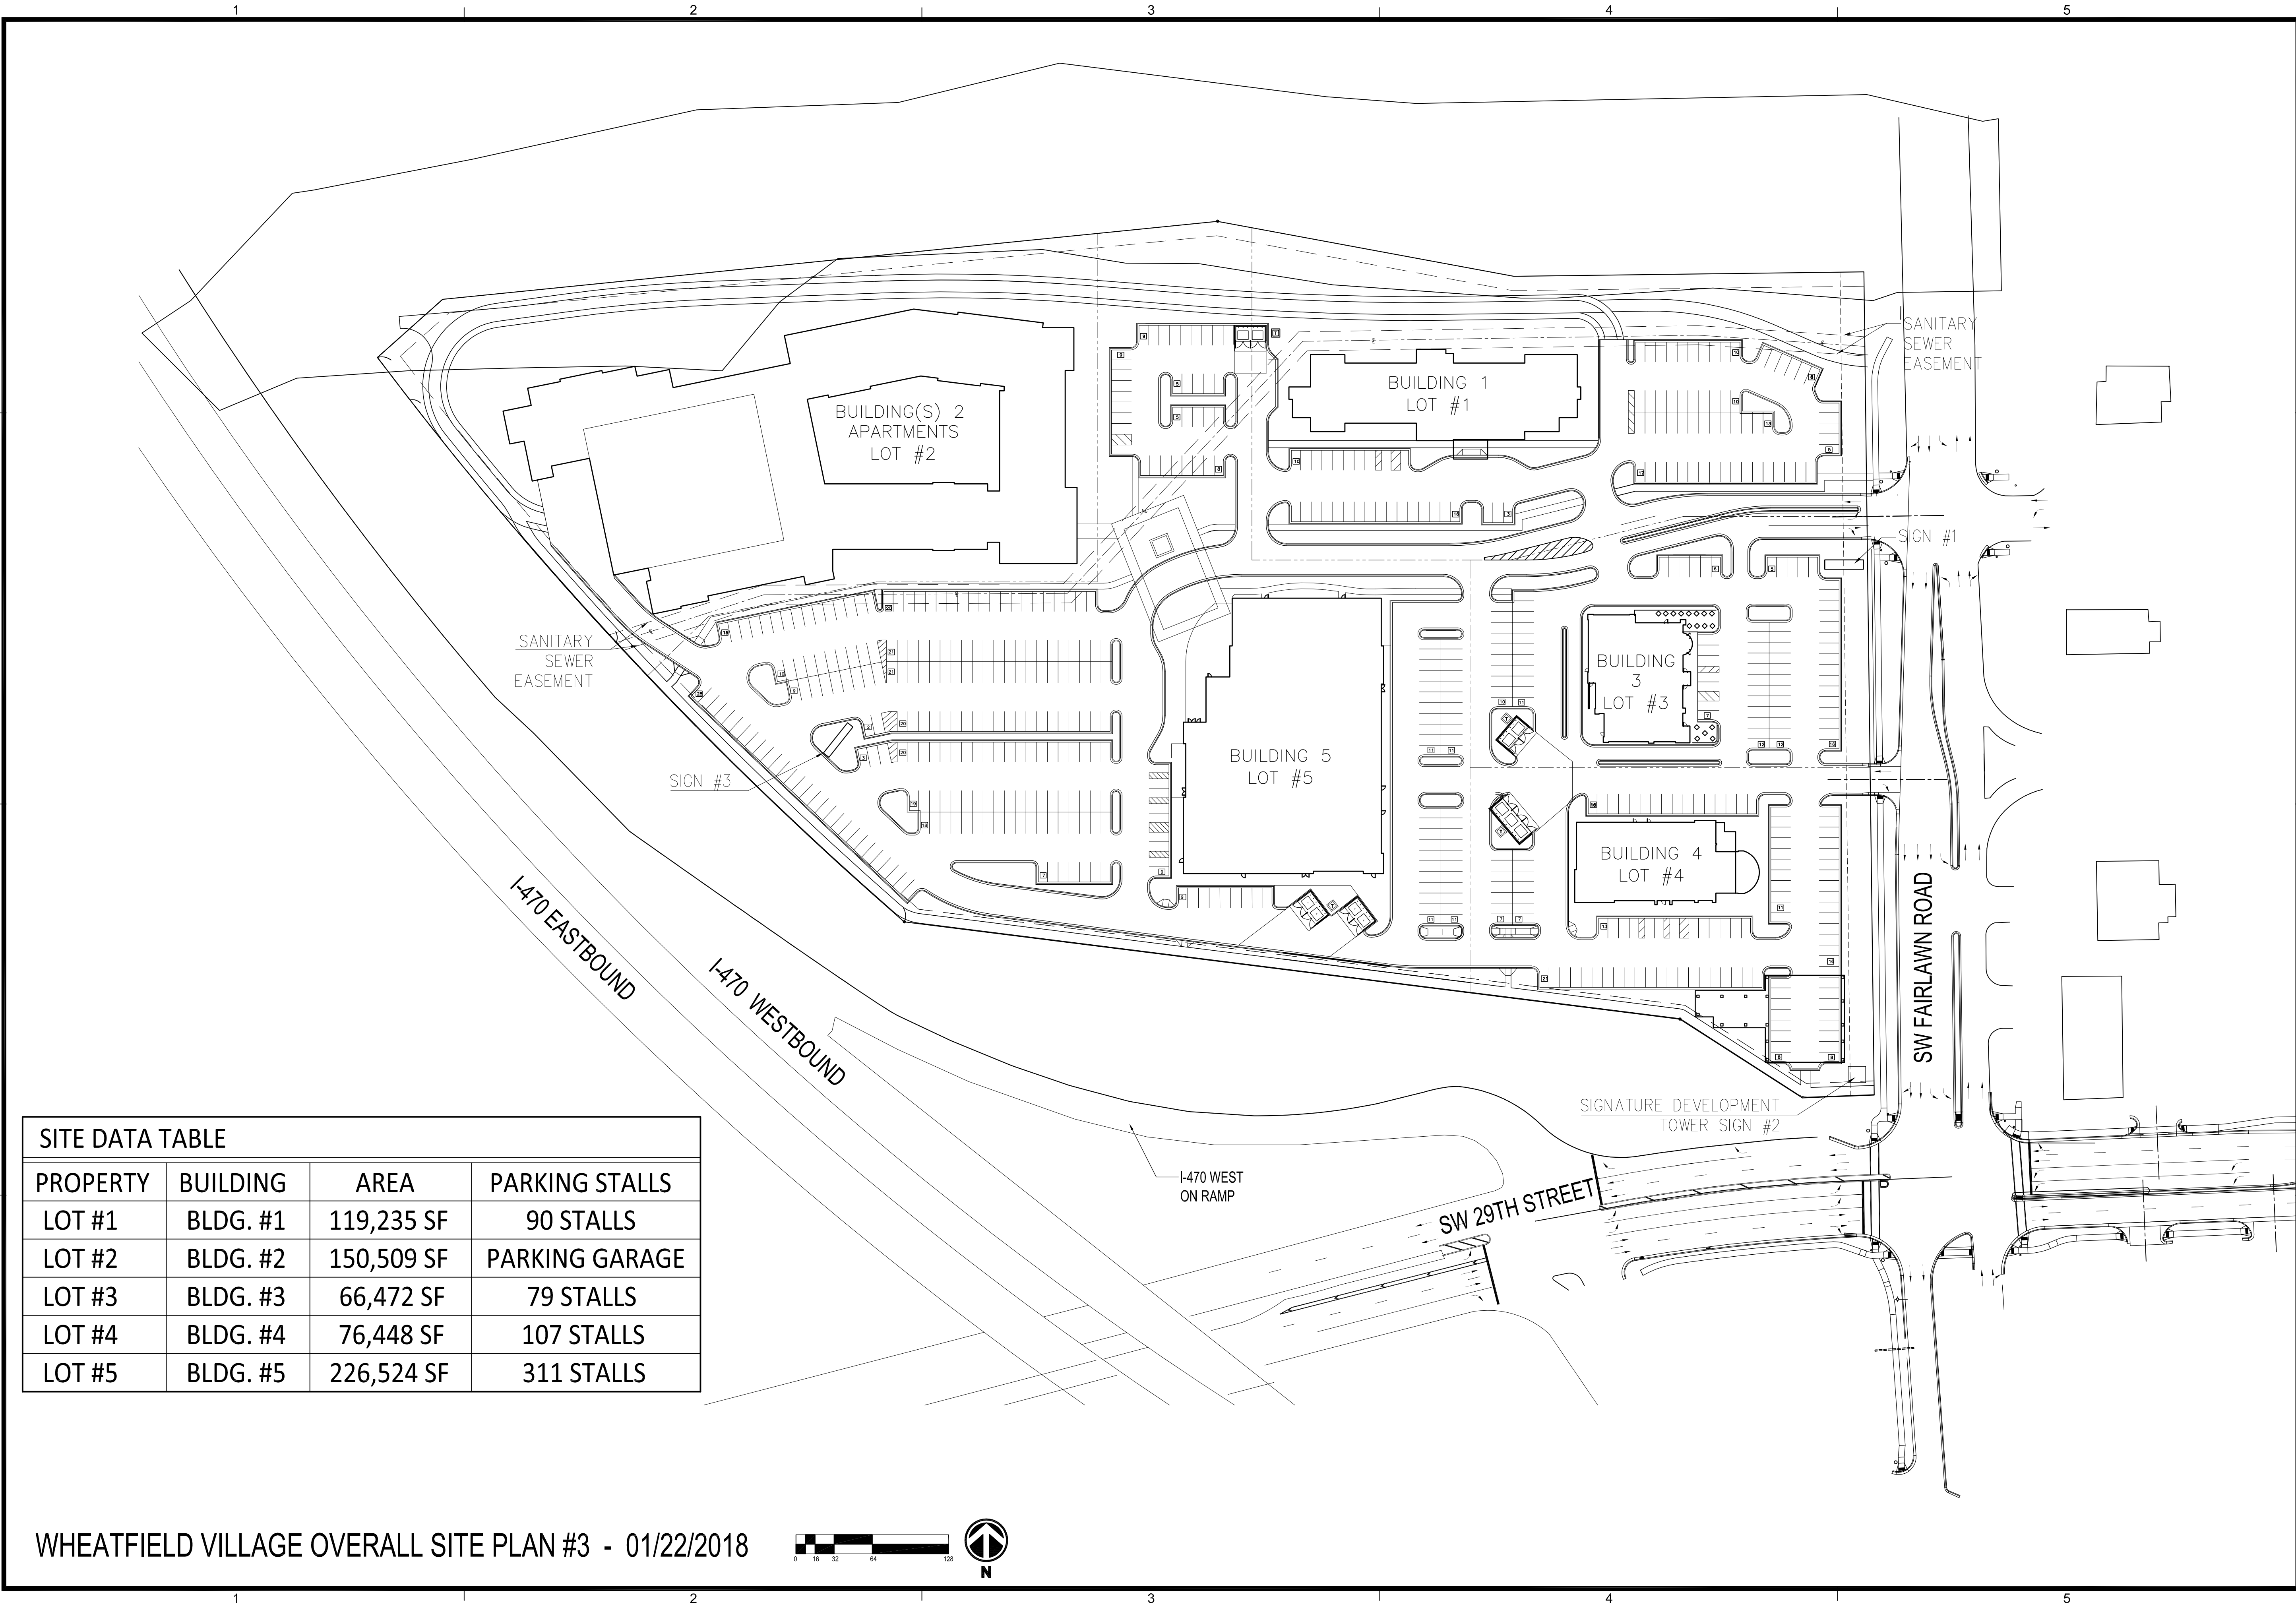 1 2 3 4 5
SANITARY
SEWER
EASEMENT
BUILDING 1
LOT #1
BUILDING(S) 2
APARTMENTS
LOT #2
SIGN #1
SANITARY
SEWER
EASEMENT
BUILDING
3
LOT #3
SIGN #3
BUILDING 5
LOT #5
BUILDING 4
LOT #4
I-470 EASTBOUND
I-470 WESTBOUND
SW FAIRLAWN ROAD
SIGNATURE DEVELOPMENT
TOWER SIGN #2
I-470 WEST
ON RAMP
SW 29TH STREET
SITE DATA TABLE
PROPERTY BUILDING AREA PARKING STALLS
LOT #1 BLDG. #1 119,235 SF 90 STALLS
LOT #2 BLDG. #2 150,509 SF PARKING GARAGE
LOT #3 BLDG. #3 66,472 SF 79 STALLS
LOT #4 BLDG. #4 76,448 SF 107 STALLS
LOT #5 BLDG. #5 226,524 SF 311 STALLS
WHEATFIELD VILLAGE OVERALL SITE PLAN #3 - 01/22/2018
0 16 32 64 128
N
1 2 3 4 5